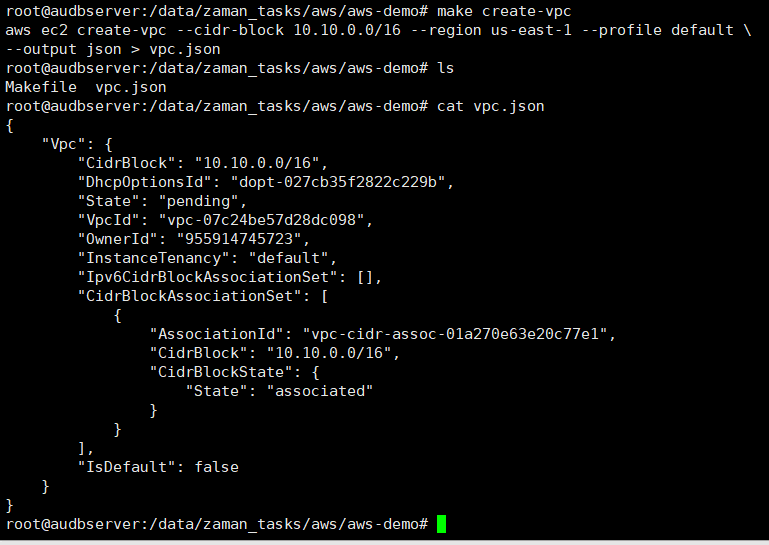 root@audbserver:/data/zaman_tasks/aws/aws-demo# make create-vpc
aws ec2 create-vpc --cidr-block 10.10.0.0/16 --region us-east-1 --profile default \
--output json > vpc.json
root@audbserver:/data/zaman_tasks/aws/aws-demo# ls
Makefile  vpc.json
root@audbserver:/data/zaman_tasks/aws/aws-demo# cat vpc.json
{
    "Vpc": {
        "CidrBlock": "10.10.0.0/16",
        "DhcpOptionsId": "dopt-027cb35f2822c229b",
        "State": "pending",
        "VpcId": "vpc-07c24be57d28dc098",
        "OwnerId": "955914745723",
        "InstanceTenancy": "default",
        "Ipv6CidrBlockAssociationSet": [],
        "CidrBlockAssociationSet": [
            {
                "AssociationId": "vpc-cidr-assoc-01a270e63e20c77e1",
                "CidrBlock": "10.10.0.0/16",
                "CidrBlockState": {
                    "State": "associated"
                }
            }
        ],
        "IsDefault": false
    }
}
root@audbserver:/data/zaman_tasks/aws/aws-demo#